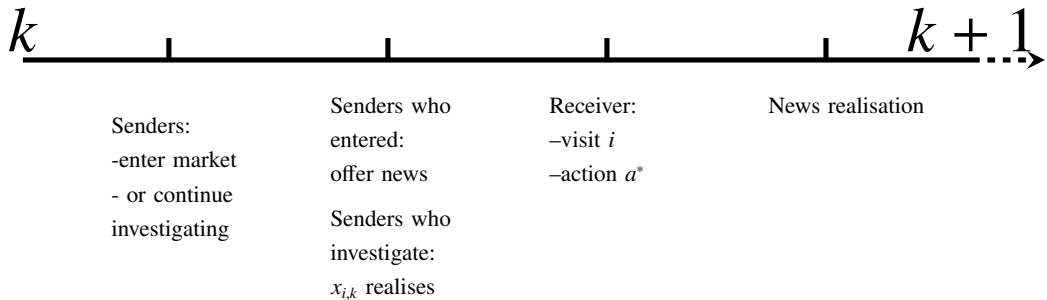 k
k + 1
Senders:
-enter market
- or continue
investigating
Senders who
entered:
offer news
Senders who
investigate:
x_{i,k} realises
Receiver:
–visit i
–action a*
News realisation